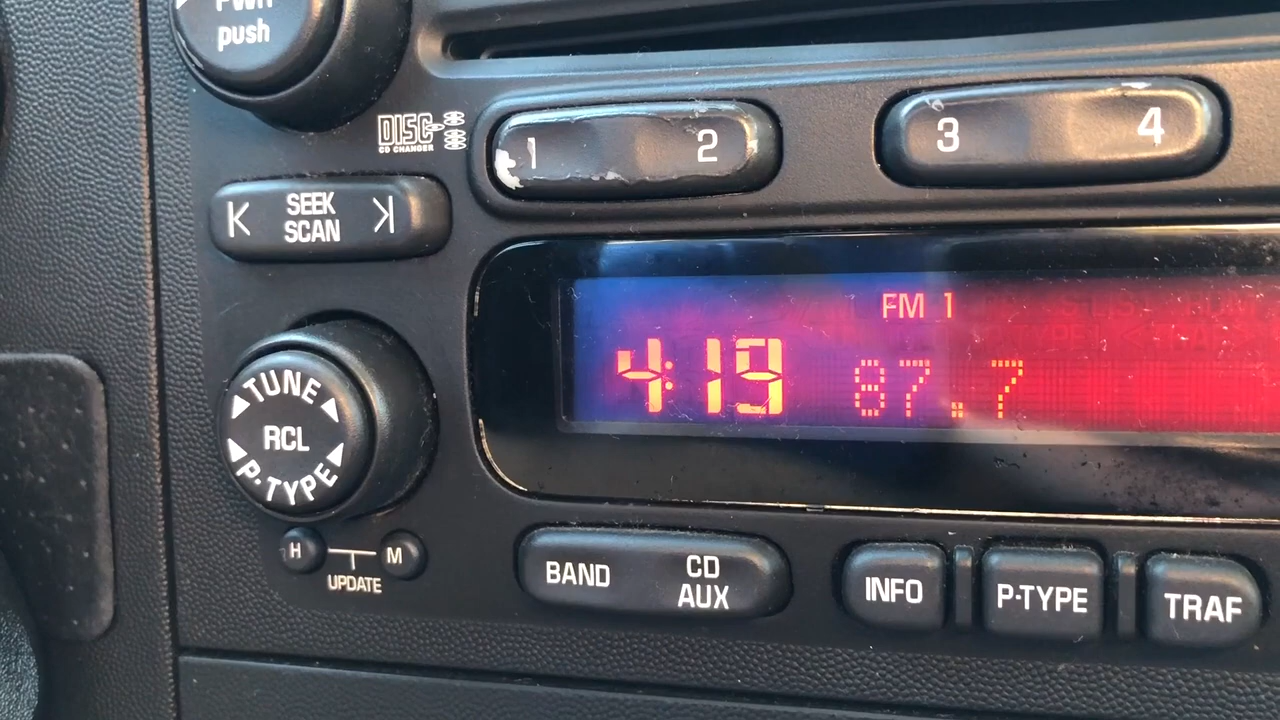 PWR
push
DISC
CD CHANGER
1 2 3 4
SEEK
SCAN
FM 1
4:19 87.7
TUNE
RCL
P-TYPE
H M
UPDATE
BAND
CD
AUX
INFO
P-TYPE
TRAF